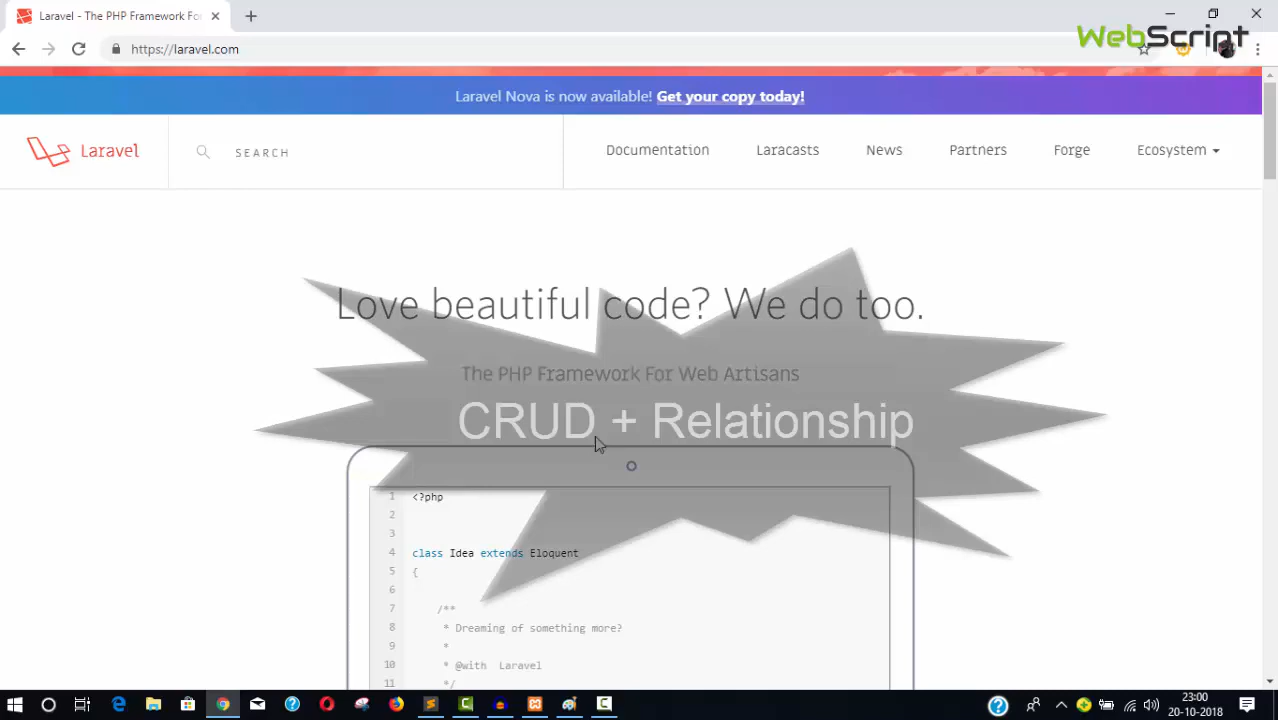 Laravel - The PHP Framework For
https://laravel.com
WebScript
Laravel Nova is now available! Get your copy today!
Laravel
SEARCH
Documentation
Laracasts
News
Partners
Forge
Ecosystem
Love beautiful code? We do too.
The PHP Framework For Web Artisans
CRUD + Relationship
1 <?php
2
3
4 class Idea extends Eloquent
5 {
6
7 /**
8 * Dreaming of something more?
9 *
10 * @with Laravel
11 */
23:00
20-10-2018